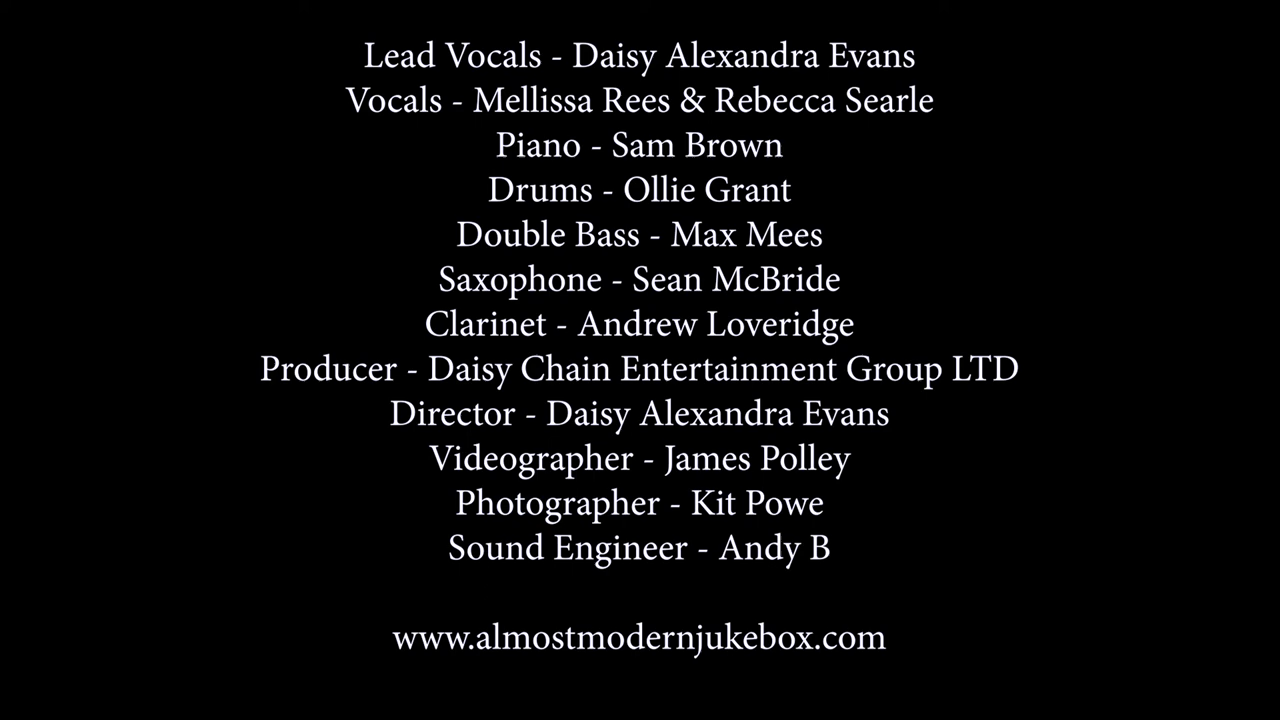 Lead Vocals - Daisy Alexandra Evans
Vocals - Mellissa Rees & Rebecca Searle
Piano - Sam Brown
Drums - Ollie Grant
Double Bass - Max Mees
Saxophone - Sean McBride
Clarinet - Andrew Loveridge
Producer - Daisy Chain Entertainment Group LTD
Director - Daisy Alexandra Evans
Videographer - James Polley
Photographer - Kit Powe
Sound Engineer - Andy B
www.almostmodernjukebox.com